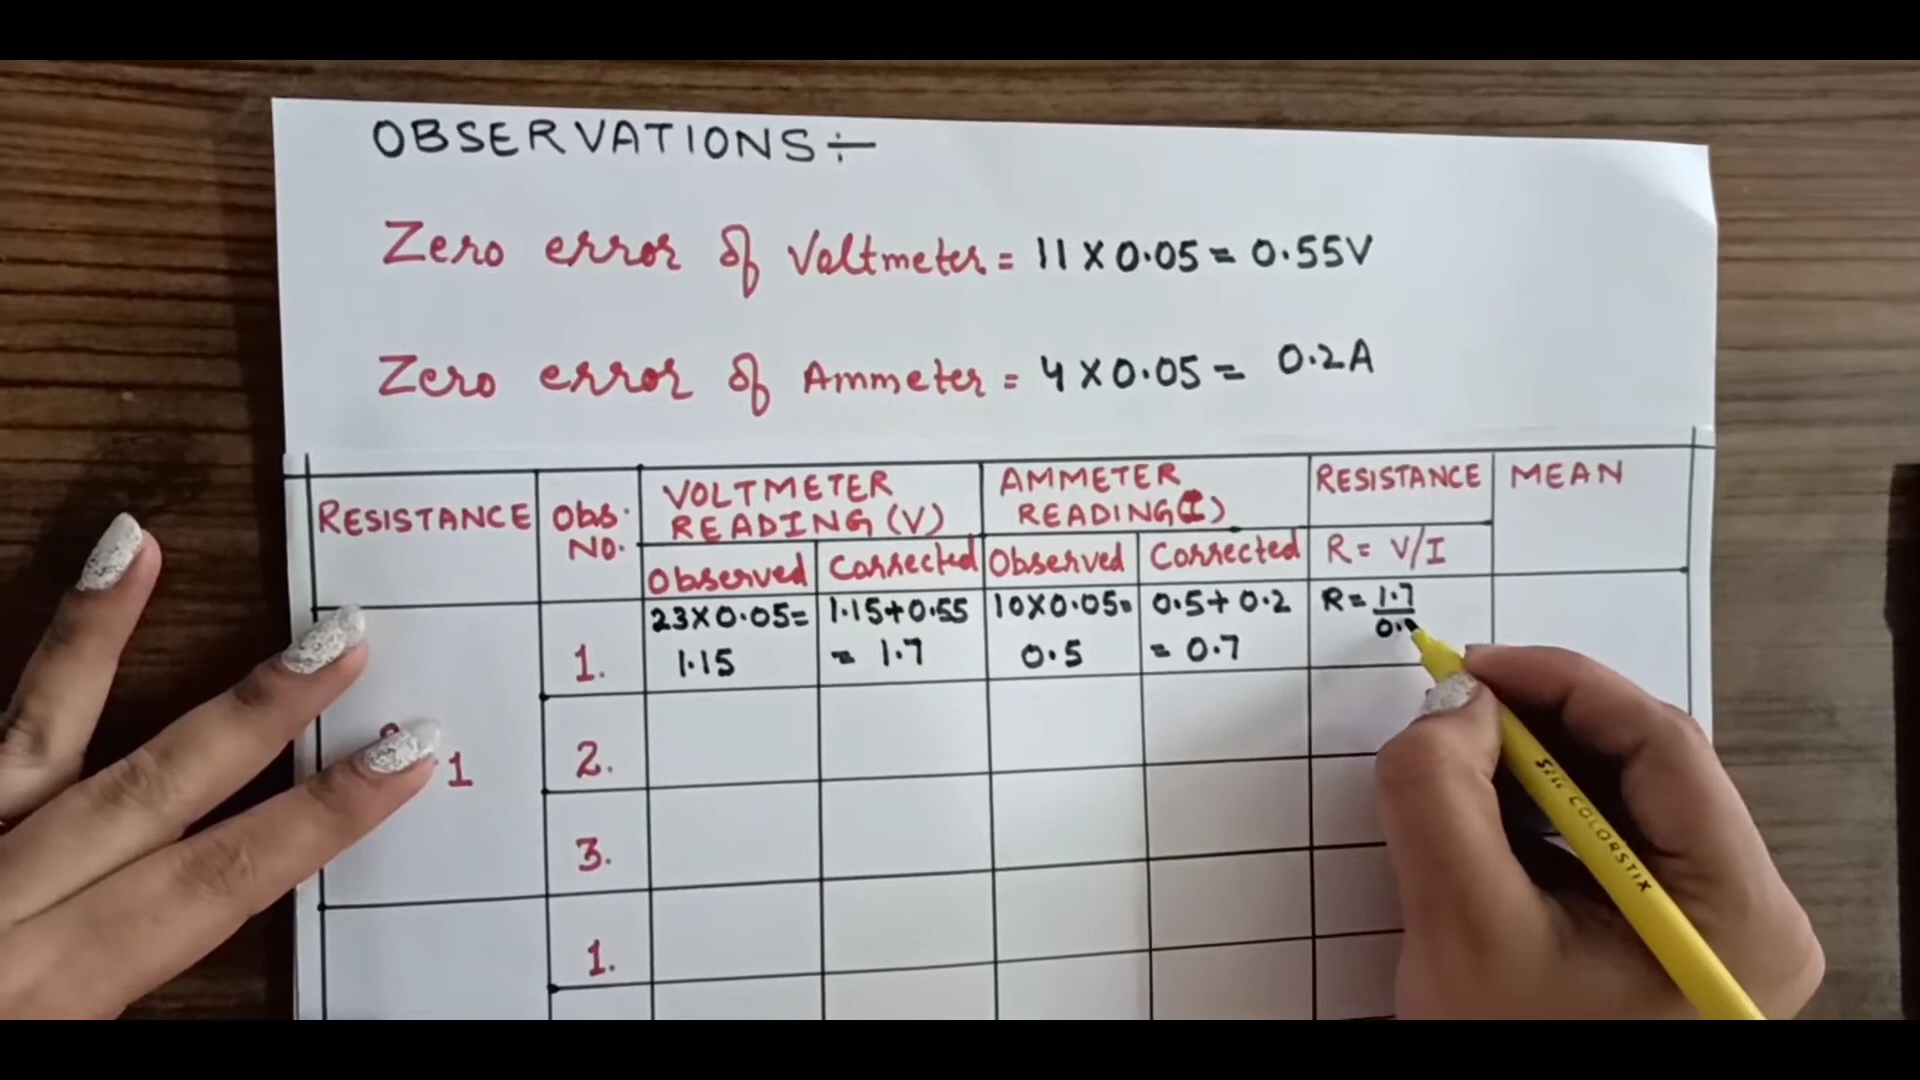 OBSERVATIONS÷
Zero error of Voltmeter = 11 X 0.05 = 0.55V
Zero error of Ammeter = 4 X 0.05 = 0.2A
RESISTANCE
Obs.
NO.
VOLTMETER
READING (V)
AMMETER
READING(I)
RESISTANCE
MEAN
Observed
Corrected
Observed
Corrected
R = V/I
1.
23X0.05=
1.15
1.15+0.55
= 1.7
10X0.05=
0.5
0.5+0.2
= 0.7
R = 1.7
1
2.
3.
1.
COLORSTIX